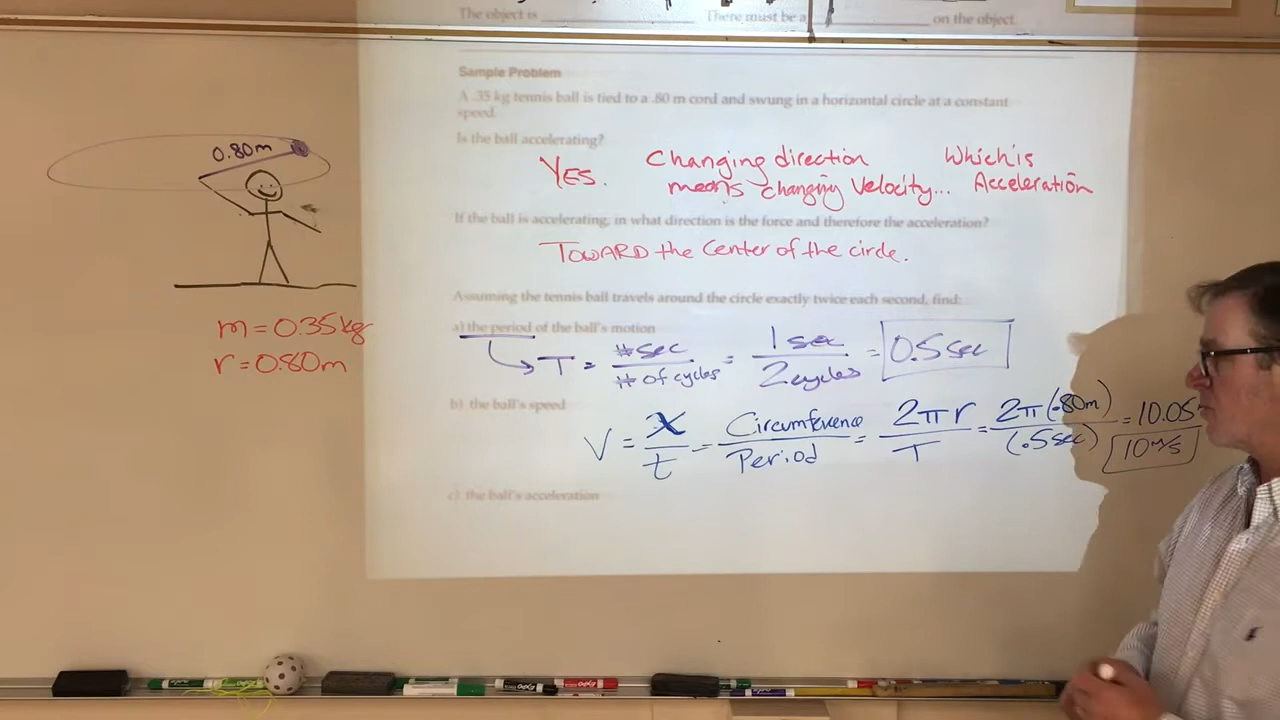 The object is ____________ There must be a ____________ on the object.
Sample Problem
A .35 kg tennis ball is tied to a .80 m cord and swung in a horizontal circle at a constant
speed.
Is the ball accelerating?
0.80m
YES. Changing direction Which is
means changing Velocity... Acceleration
If the ball is accelerating, in what direction is the force and therefore the acceleration?
TOWARD the Center of the circle.
Assuming the tennis ball travels around the circle exactly twice each second, find:
m = 0.35kg
r = 0.80m
a) the period of the ball's motion
T = #sec / # of cycles = 1 sec / 2 cycles = 0.5 sec
b) the ball's speed
V = X / t = Circumference / Period = 2πr / T = 2π(.80m) / (.5sec) = 10.05
10 m/s
c) the ball's acceleration